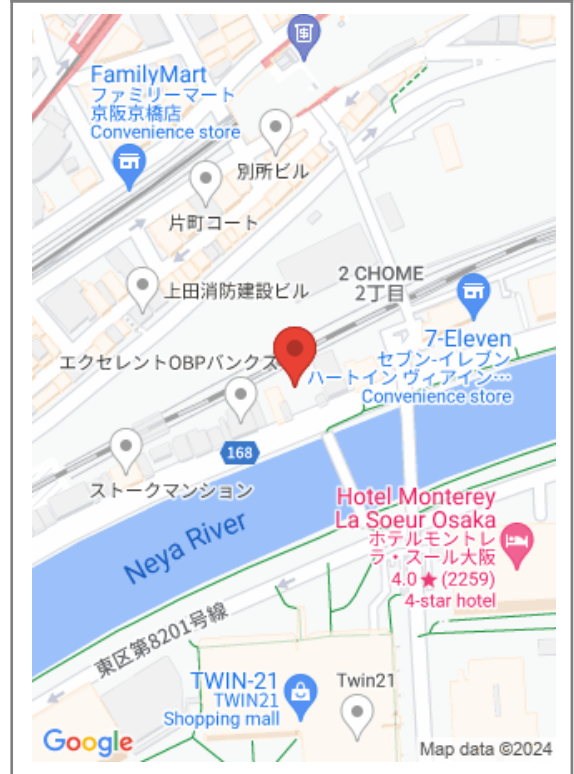 FamilyMart
ファミリーマート
京阪京橋店
Convenience store
別所ビル
片町コート
2 CHOME
2丁目
上田消防建設ビル
7-Eleven
セブン-イレブン
ハートイン ヴィアイン…
Convenience store
エクセレントOBPバンクス
168
ストークマンション
Neya River
Hotel Monterey
La Soeur Osaka
ホテルモントレ
ラ・スール大阪
4.0★(2259)
4-star hotel
東区第8201号線
TWIN-21
TWIN21
Shopping mall
Twin21
Google
Map data ©2024